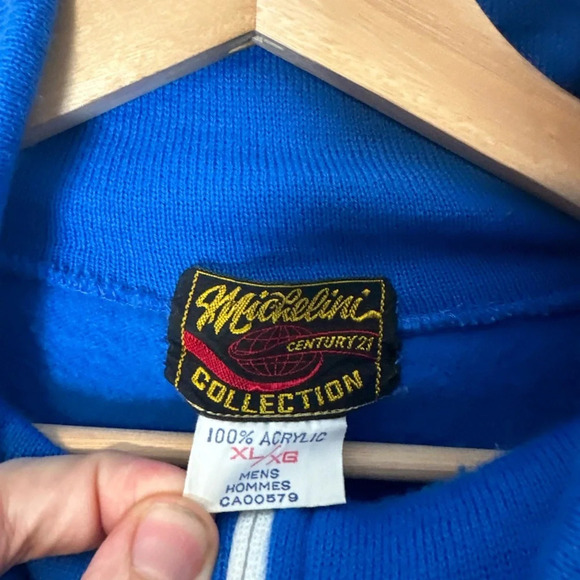 Michelini
CENTURY 21
COLLECTION
100% ACRYLIC
XL/XG
MENS
HOMMES
CA00579